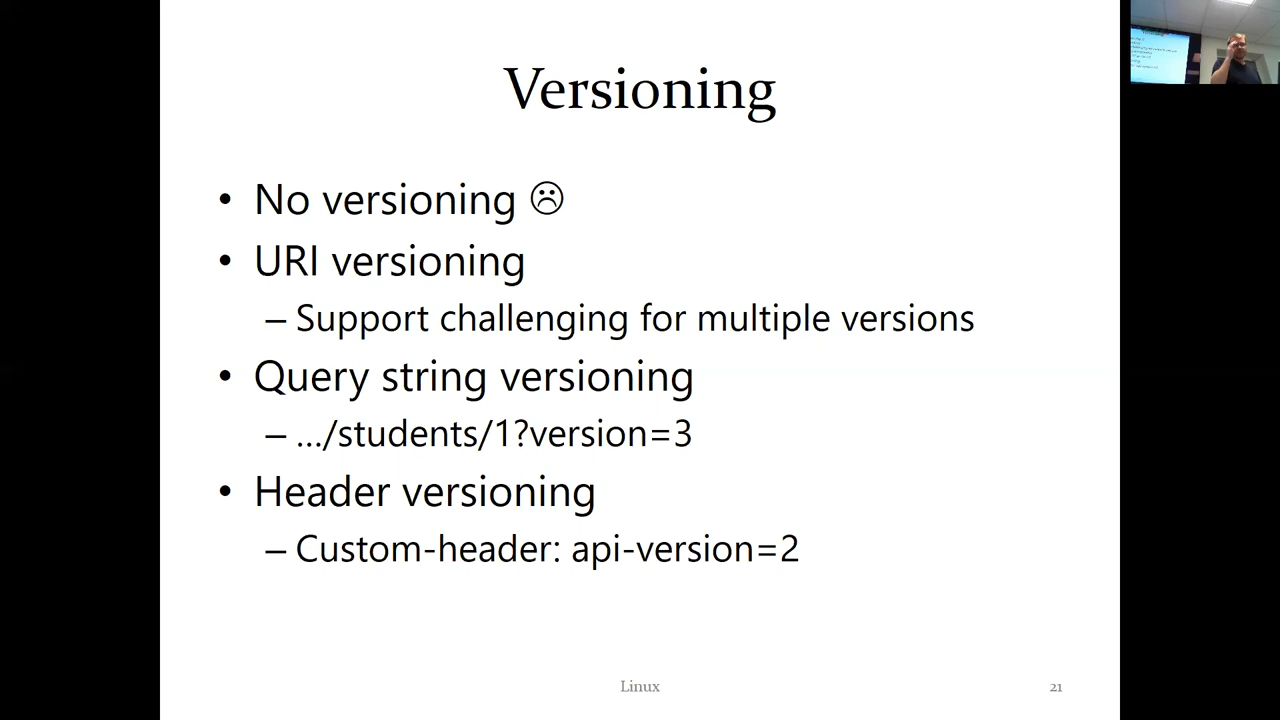 Versioning
• No versioning ☹
• URI versioning
– Support challenging for multiple versions
• Query string versioning
– .../students/1?version=3
• Header versioning
– Custom-header: api-version=2
Linux
21